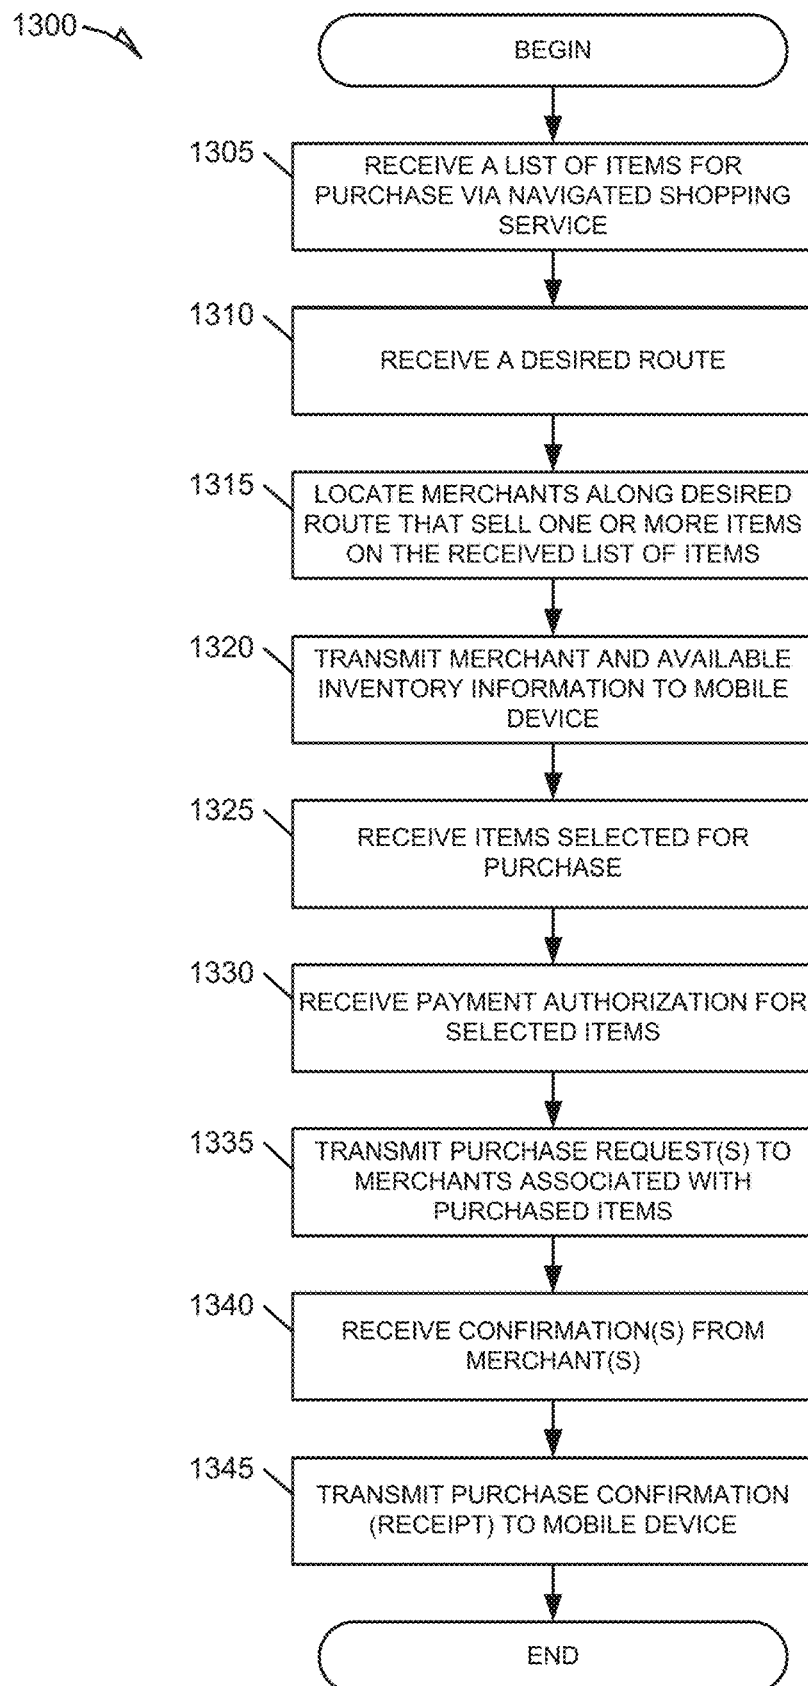 1300
BEGIN
1305
RECEIVE A LIST OF ITEMS FOR
PURCHASE VIA NAVIGATED SHOPPING
SERVICE
1310
RECEIVE A DESIRED ROUTE
1315
LOCATE MERCHANTS ALONG DESIRED
ROUTE THAT SELL ONE OR MORE ITEMS
ON THE RECEIVED LIST OF ITEMS
1320
TRANSMIT MERCHANT AND AVAILABLE
INVENTORY INFORMATION TO MOBILE
DEVICE
1325
RECEIVE ITEMS SELECTED FOR
PURCHASE
1330
RECEIVE PAYMENT AUTHORIZATION FOR
SELECTED ITEMS
1335
TRANSMIT PURCHASE REQUEST(S) TO
MERCHANTS ASSOCIATED WITH
PURCHASED ITEMS
1340
RECEIVE CONFIRMATION(S) FROM
MERCHANT(S)
1345
TRANSMIT PURCHASE CONFIRMATION
(RECEIPT) TO MOBILE DEVICE
END